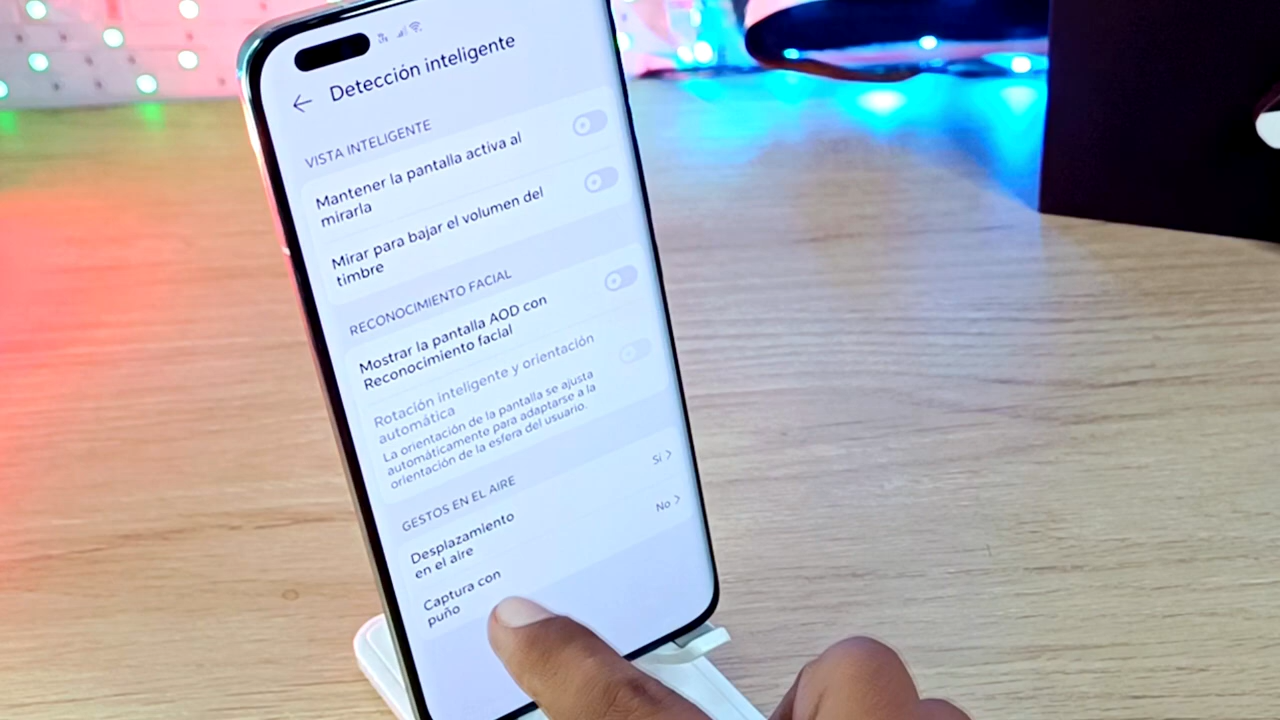 Detección inteligente
VISTA INTELIGENTE
Mantener la pantalla activa al
mirarla
Mirar para bajar el volumen del
timbre
RECONOCIMIENTO FACIAL
Mostrar la pantalla AOD con
Reconocimiento facial
Rotación inteligente y orientación
automática
La orientación de la pantalla se ajusta
automáticamente para adaptarse a la
orientación de la esfera del usuario.
GESTOS EN EL AIRE
Desplazamiento
en el aire
Sí
Captura con
puño
No